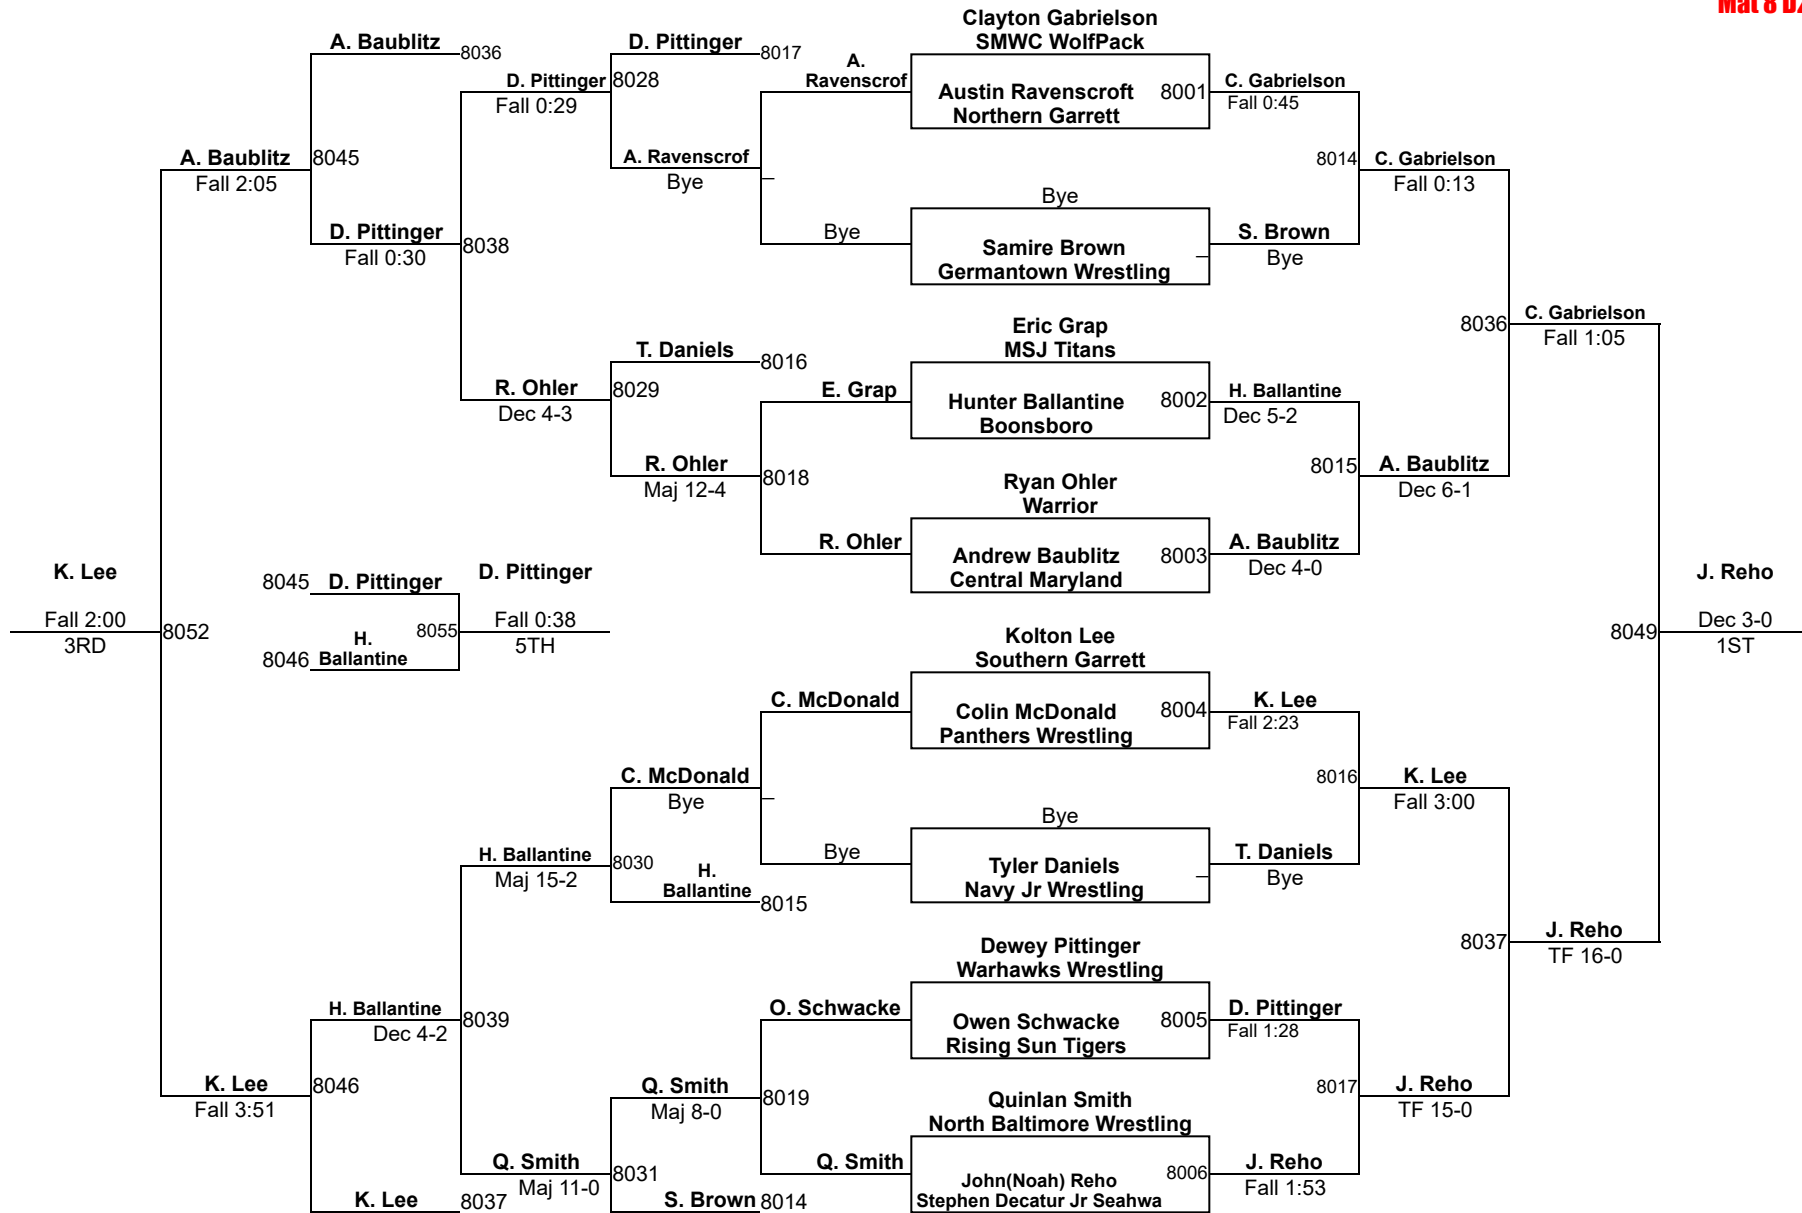 Mat 8 b2
Clayton Gabrielson
SMWC WolfPack
A. Baublitz
8036
D. Pittinger
8017
A.
Ravenscrof
D. Pittinger
8028
Fall 0:29
Austin Ravenscroft
Northern Garrett
8001
C. Gabrielson
Fall 0:45
A. Baublitz
8045
Fall 2:05
A. Ravenscrof
Bye
8014
C. Gabrielson
Fall 0:13
Bye
D. Pittinger
8038
Fall 0:30
Bye
Samire Brown
Germantown Wrestling
S. Brown
Bye
Eric Grap
MSJ Titans
8036
C. Gabrielson
Fall 1:05
T. Daniels
8016
R. Ohler
8029
Dec 4-3
E. Grap
Hunter Ballantine
Boonsboro
8002
H. Ballantine
Dec 5-2
R. Ohler
8018
Maj 12-4
Ryan Ohler
Warrior
8015
A. Baublitz
Dec 6-1
R. Ohler
Andrew Baublitz
Central Maryland
8003
A. Baublitz
Dec 4-0
K. Lee
Fall 2:00
3RD
8052
8045
D. Pittinger
8046
H.
Ballantine
8055
D. Pittinger
Fall 0:38
5TH
J. Reho
8049
Dec 3-0
1ST
Kolton Lee
Southern Garrett
C. McDonald
Colin McDonald
Panthers Wrestling
8004
K. Lee
Fall 2:23
C. McDonald
Bye
8016
K. Lee
Fall 3:00
Bye
H. Ballantine
8030
Maj 15-2
H.
Ballantine
8015
Bye
Tyler Daniels
Navy Jr Wrestling
T. Daniels
Bye
Dewey Pittinger
Warhawks Wrestling
8037
J. Reho
TF 16-0
H. Ballantine
8039
Dec 4-2
O. Schwacke
Owen Schwacke
Rising Sun Tigers
8005
D. Pittinger
Fall 1:28
K. Lee
8046
Fall 3:51
Q. Smith
8019
Maj 8-0
Quinlan Smith
North Baltimore Wrestling
8017
J. Reho
TF 15-0
Q. Smith
8031
Maj 11-0
Q. Smith
John(Noah) Reho
Stephen Decatur Jr Seahwa
8006
J. Reho
Fall 1:53
K. Lee
8037
S. Brown
8014